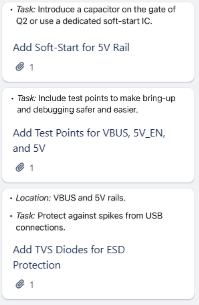 • Task: Introduce a capacitor on the gate of
Q2 or use a dedicated soft-start IC.
Add Soft-Start for 5V Rail
1
• Task: Include test points to make bring-up
and debugging safer and easier.
Add Test Points for VBUS, 5V_EN,
and 5V
1
• Location: VBUS and 5V rails.
• Task: Protect against spikes from USB
connections.
Add TVS Diodes for ESD
Protection
1